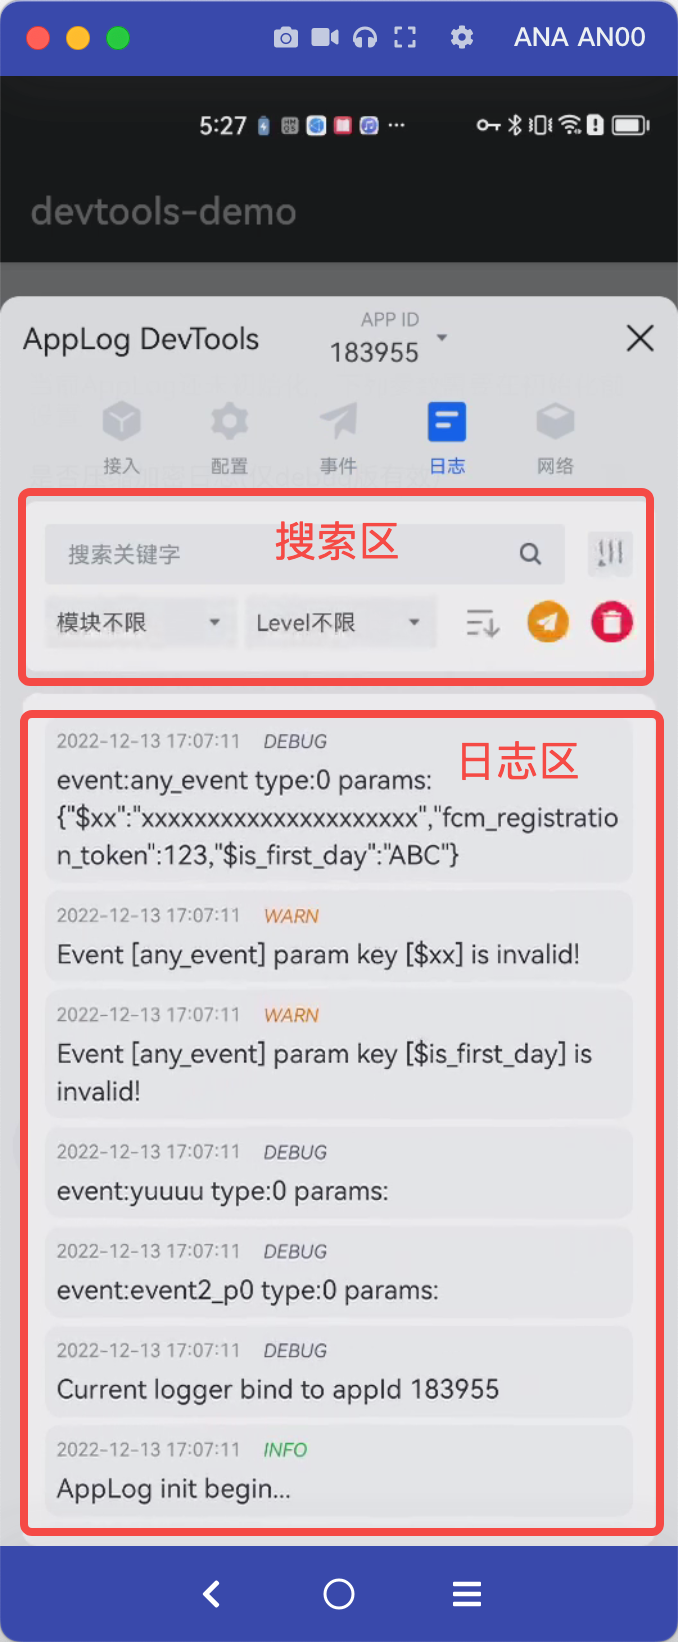 ANA AN00
5:27
devtools-demo
AppLog DevTools
APP ID
183955
接入
配置
事件
日志
网络
搜索关键字
搜索区
模块不限
Level不限
2022-12-13 17:07:11 DEBUG
日志区
event:any_event type:0 params:
{"$xx":"xxxxxxxxxxxxxxxxxxxxx","fcm_registratio
n_token":123,"$is_first_day":"ABC"}
2022-12-13 17:07:11 WARN
Event [any_event] param key [$xx] is invalid!
2022-12-13 17:07:11 WARN
Event [any_event] param key [$is_first_day] is
invalid!
2022-12-13 17:07:11 DEBUG
event:yuuuu type:0 params:
2022-12-13 17:07:11 DEBUG
event:event2_p0 type:0 params:
2022-12-13 17:07:11 DEBUG
Current logger bind to appId 183955
2022-12-13 17:07:11 INFO
AppLog init begin...